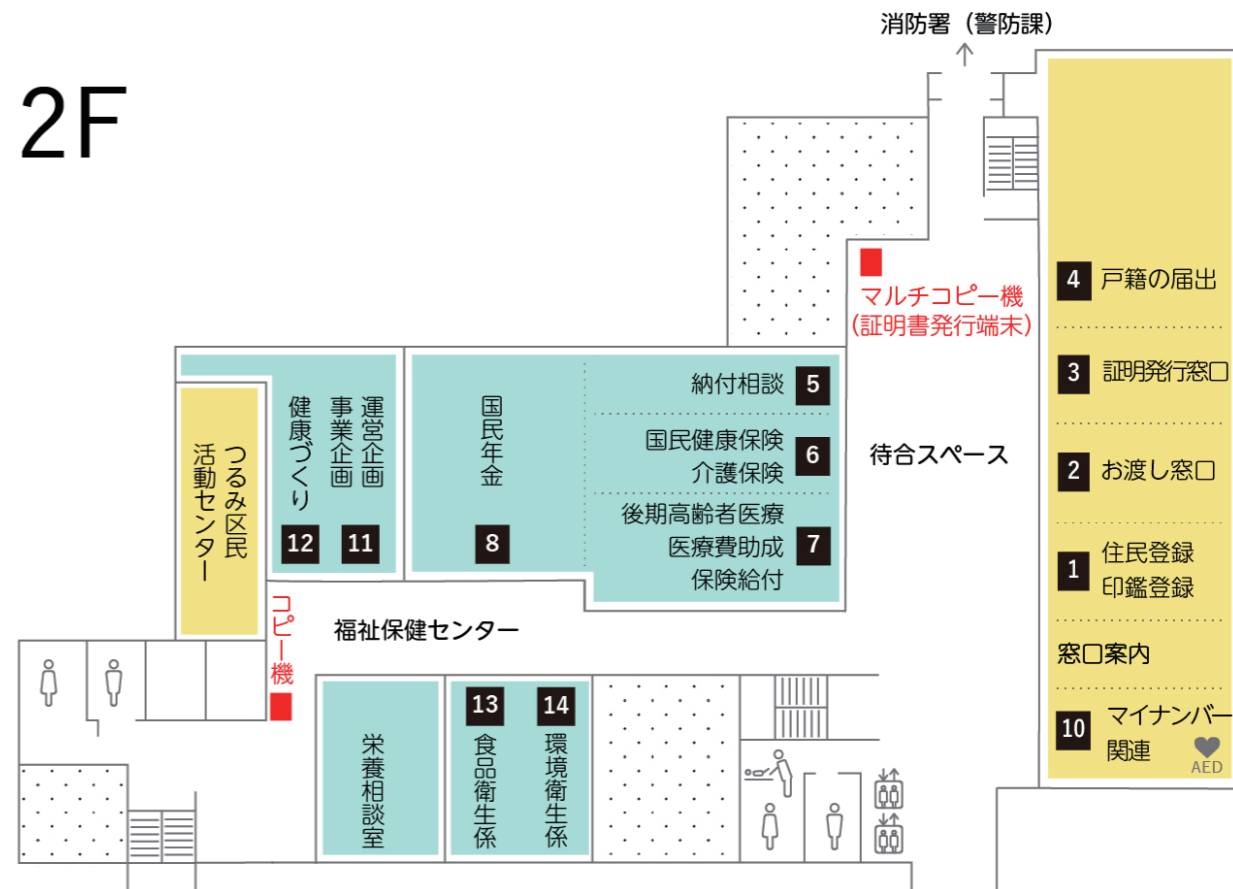 2F
消防署（警防課）
マルチコピー機
(証明書発行端末)
4 戸籍の届出
3 証明発行窓口
2 お渡し窓口
1 住民登録
印鑑登録
窓口案内
10 マイナンバー
関連
AED
待合スペース
納付相談 5
国民健康保険
介護保険 6
後期高齢者医療
医療費助成 7
保険給付
国民年金
8
運営企画
事業企画
11
健康づくり
12
つるみ区民
活動センター
コピー機
福祉保健センター
栄養相談室
13
食品衛生係
14
環境衛生係